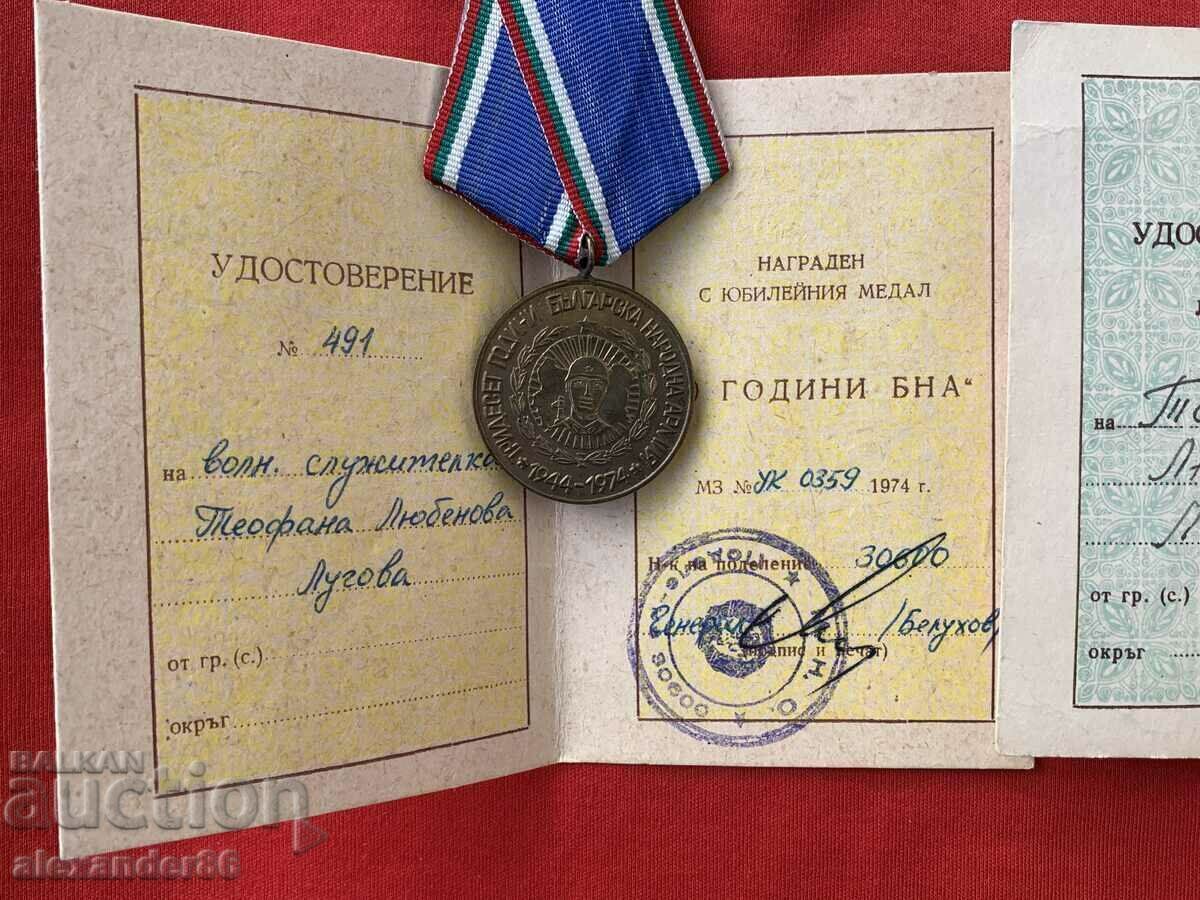 УДОСТОВЕРЕНИЕ
№ 491
на волн. служителка
Теофана Любенова
Лугова
от гр. (с.)
окръг
ТРИДЕСЕТ ГОДИНИ БЪЛГАРСКА НАРОДНА АРМИЯ
1944-1974
НАГРАДЕН
С ЮБИЛЕЙНИЯ МЕДАЛ
ГОДИНИ БНА“
МЗ № УК 0359 1974 г.
Н-к на поделение 30600
Генерал /Белухов/
(подпис и печат)
30600
УДОС
на
от гр. (с.)
окръг
BALKAN
auction
alexander86